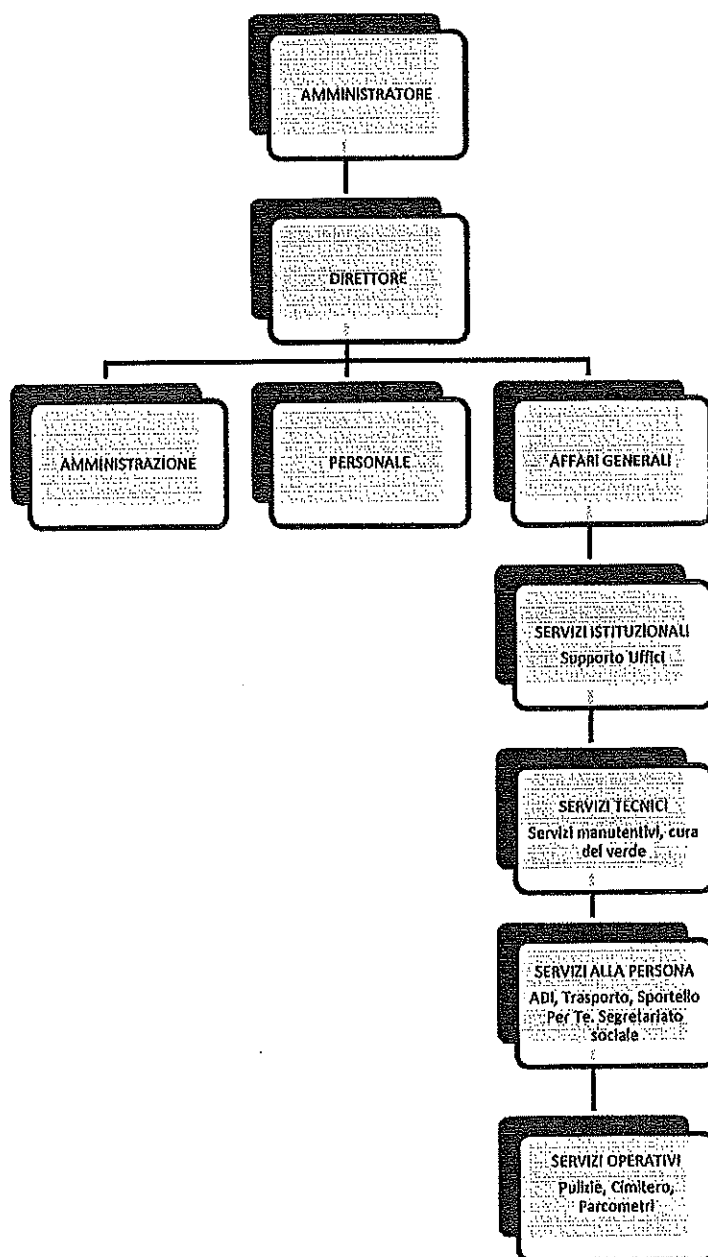 AMMINISTRATORE
DIRETTORE
AMMINISTRAZIONE
PERSONALE
AFFARI GENERALI
SERVIZI ISTITUZIONALI
Supporto Uffici
SERVIZI TECNICI
Servizi manutentivi, cura
del verde
SERVIZI ALLA PERSONA
ADI, Trasporto, Sportello
Per Te. Segretariato
sociale
SERVIZI OPERATIVI
Pulizie, Cimitero,
Parcometri